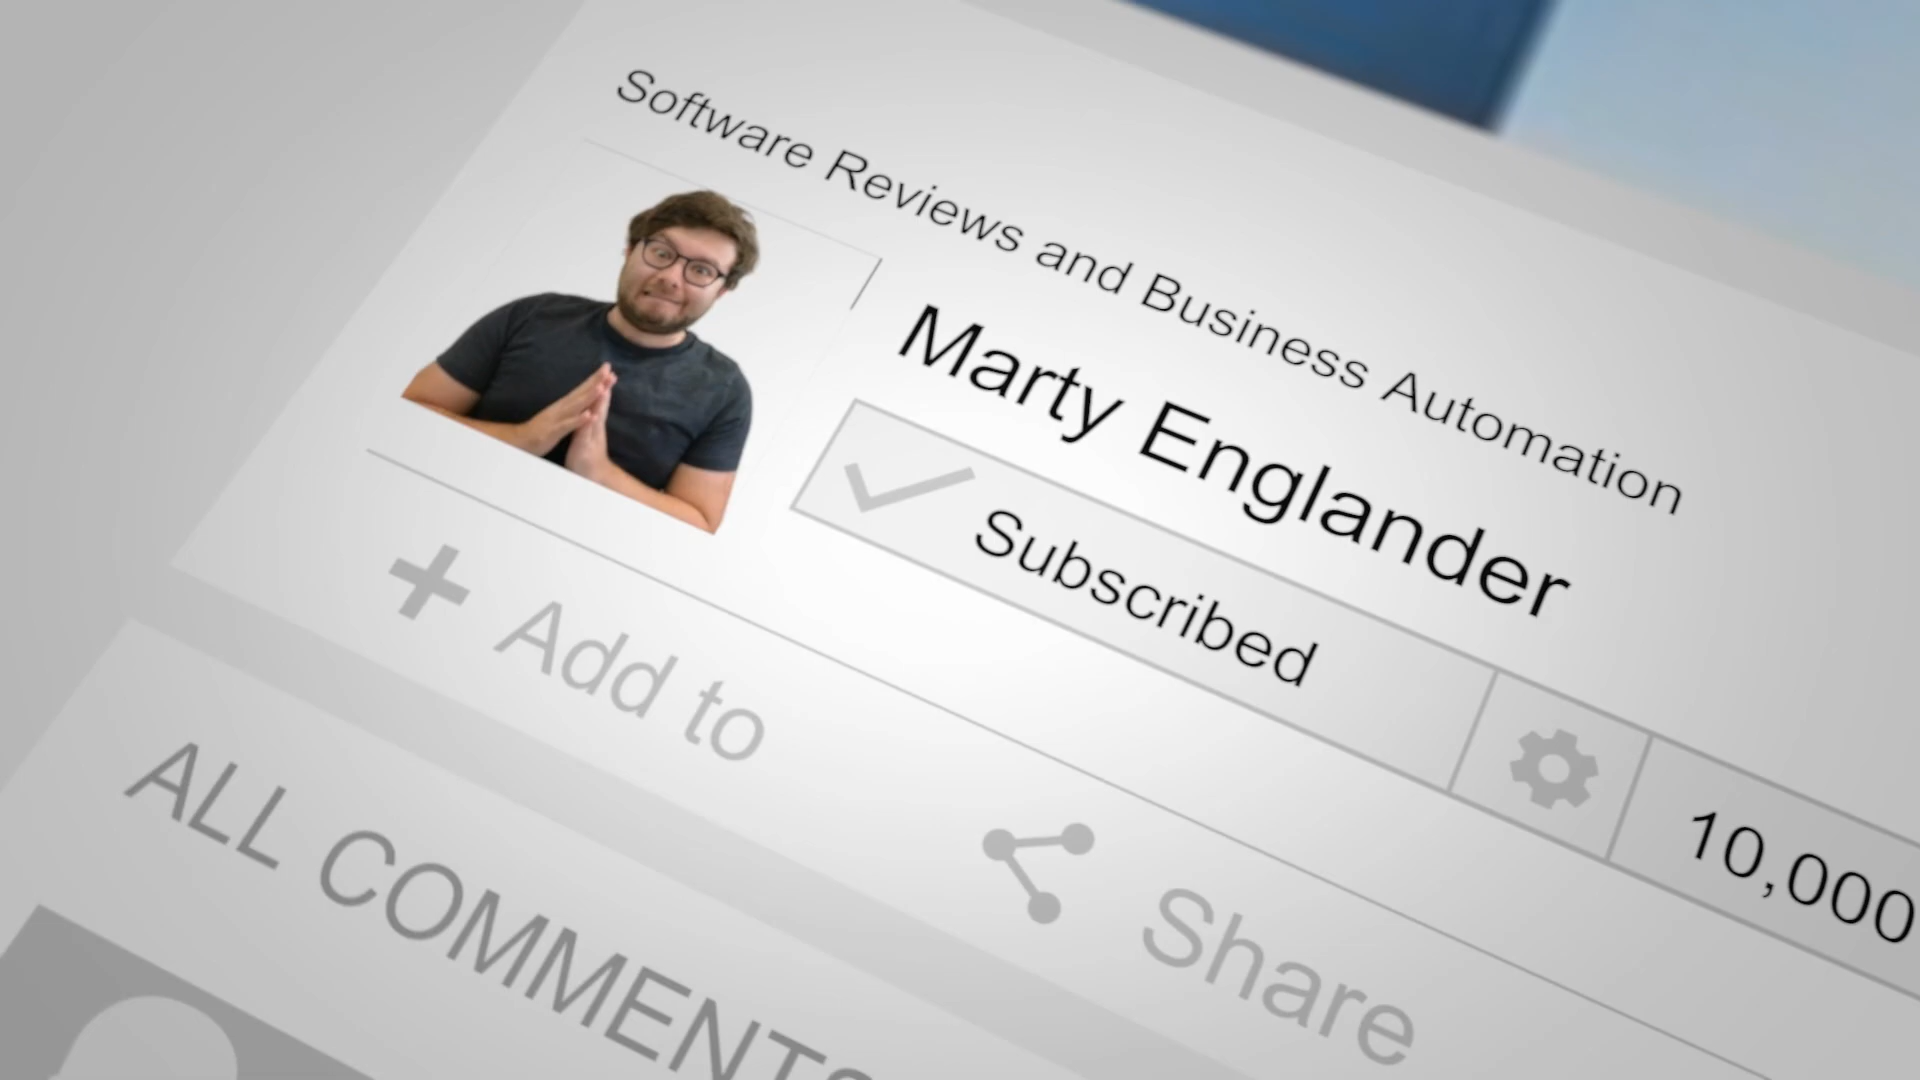 Software Reviews and Business Automation
Marty Englander
Subscribed
10,000
Add to
Share
ALL COMMENTS